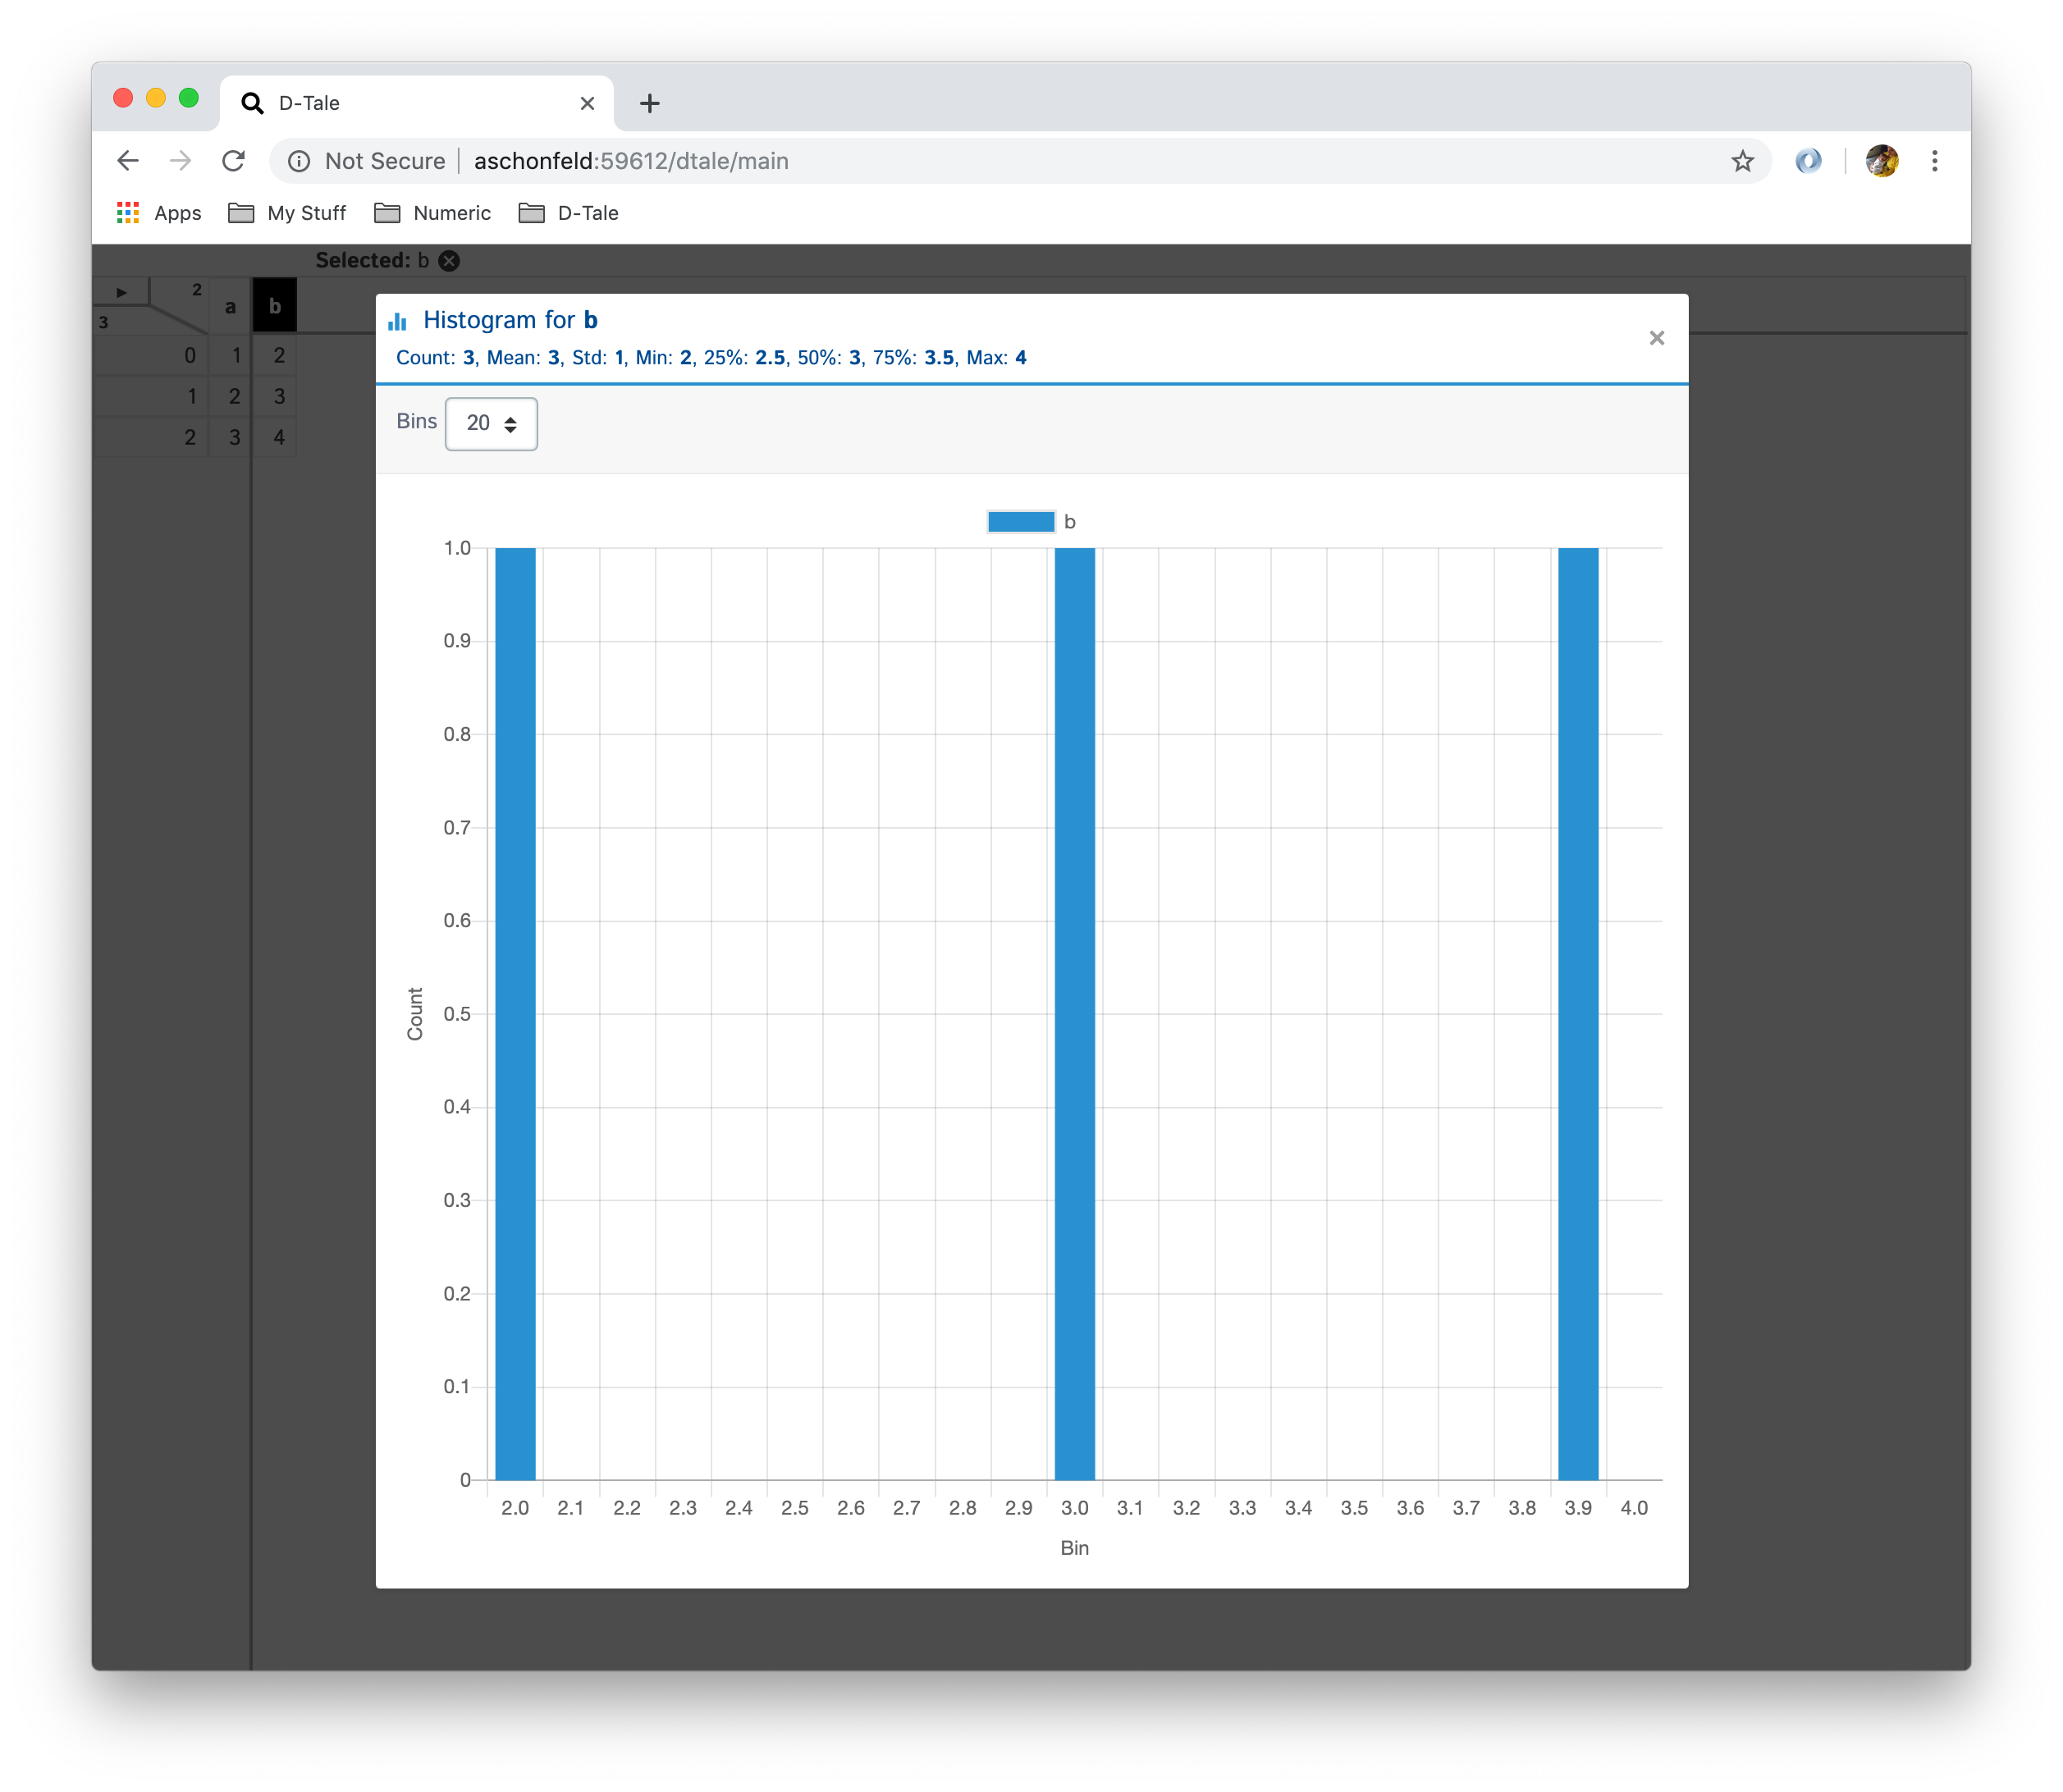 D-Tale
Not Secure | aschonfeld:59612/dtale/main
Apps My Stuff Numeric D-Tale
Selected: b
2
3
a b
0 1 2
1 2 3
2 3 4
Histogram for b
Count: 3, Mean: 3, Std: 1, Min: 2, 25%: 2.5, 50%: 3, 75%: 3.5, Max: 4
Bins 20
b
1.0
0.9
0.8
0.7
0.6
0.5
0.4
0.3
0.2
0.1
0
Count
2.0 2.1 2.2 2.3 2.4 2.5 2.6 2.7 2.8 2.9 3.0 3.1 3.2 3.3 3.4 3.5 3.6 3.7 3.8 3.9 4.0
Bin